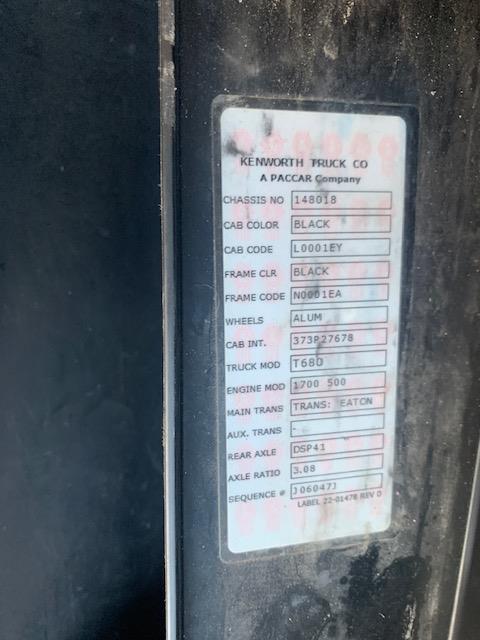 KENWORTH TRUCK CO
A PACCAR Company
CHASSIS NO 148018
CAB COLOR BLACK
CAB CODE L0001EY
FRAME CLR BLACK
FRAME CODE N0001EA
WHEELS ALUM
CAB INT. 373P27678
TRUCK MOD T680
ENGINE MOD 1700 500
MAIN TRANS TRANS: EATON
AUX. TRANS -
REAR AXLE DSP41
AXLE RATIO 3.08
SEQUENCE # J06047J
LABEL 22-01478 REV D